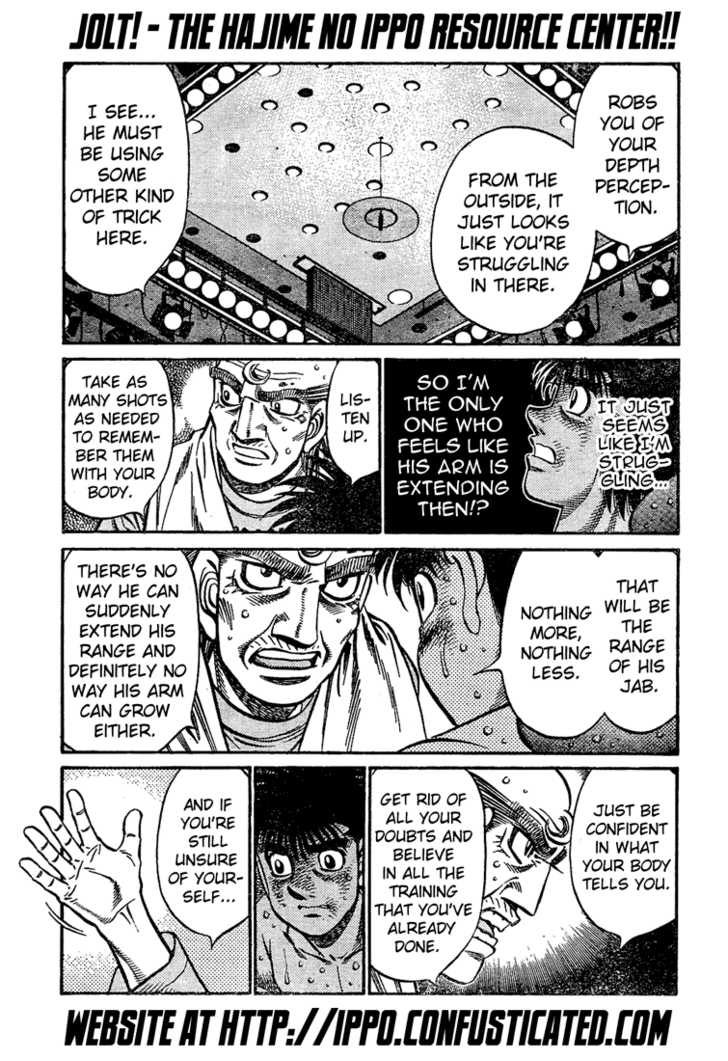 JOLT! - THE HAJIME NO IPPO RESOURCE CENTER!!
ROBS
YOU OF
YOUR
DEPTH
PERCEP-
TION.
FROM THE
OUTSIDE, IT
JUST LOOKS
LIKE YOU'RE
STRUGGLING
IN THERE.
I SEE...
HE MUST
BE USING
SOME
OTHER KIND
OF TRICK
HERE.
IT JUST
SEEMS
LIKE I'M
STRUG-
GLING...
SO I'M
THE ONLY
ONE WHO
FEELS LIKE
HIS ARM IS
EXTENDING
THEN!?
LIS-
TEN
UP.
TAKE AS
MANY SHOTS
AS NEEDED
TO REMEM-
BER THEM
WITH YOUR
BODY.
THAT
WILL BE
THE
RANGE
OF HIS
JAB.
NOTHING
MORE,
NOTHING
LESS.
THERE'S NO
WAY HE CAN
SUDDENLY
EXTEND HIS
RANGE AND
DEFINITELY NO
WAY HIS ARM
CAN GROW
EITHER.
JUST BE
CONFIDENT
IN WHAT
YOUR BODY
TELLS YOU.
GET RID OF
ALL YOUR
DOUBTS AND
BELIEVE
IN ALL THE
TRAINING
THAT YOU'VE
ALREADY
DONE.
AND IF
YOU'RE
STILL
UNSURE
OF YOUR-
SELF...
WEBSITE AT HTTP://IPPO.CONFUSTICATED.COM